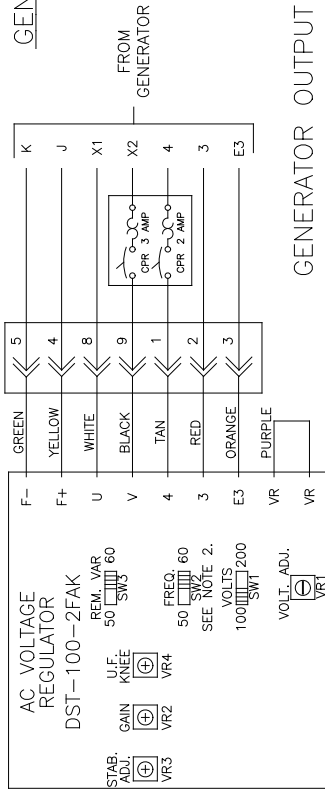 GEN
FROM
GENERATOR
K
J
X1
X2
4
3
E3
CPR 3 AMP
CPR 2 AMP
GENERATOR OUTPUT
5
4
8
9
1
2
3
GREEN
YELLOW
WHITE
BLACK
TAN
RED
ORANGE
PURPLE
F-
F+
U
V
4
3
E3
VR
VR
AC VOLTAGE
REGULATOR
DST-100-2FAK
REM. VAR
50 60
SW3
FREQ.
50 60
SW2
SEE NOTE 2.
VOLTS
100 200
SW1
VOLT. ADJ.
VR1
U.F.
KNEE
VR4
GAIN
VR2
STAB.
ADJ.
VR3